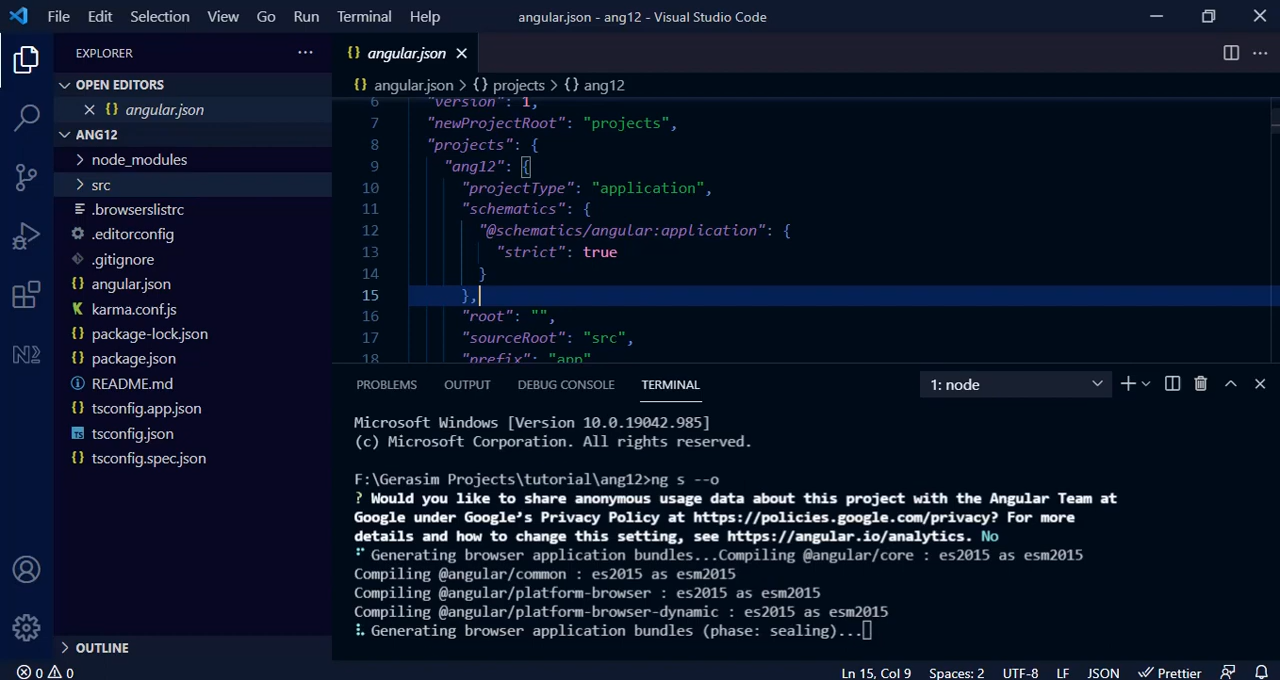 File Edit Selection View Go Run Terminal Help angular.json - ang12 - Visual Studio Code
EXPLORER
OPEN EDITORS
angular.json
ANG12
node_modules
src
.browserslistrc
.editorconfig
.gitignore
angular.json
karma.conf.js
package-lock.json
package.json
README.md
tsconfig.app.json
tsconfig.json
tsconfig.spec.json
OUTLINE
angular.json
angular.json > {} projects > {} ang12
6 "version": 1,
7 "newProjectRoot": "projects",
8 "projects": {
9 "ang12": {
10 "projectType": "application",
11 "schematics": {
12 "@schematics/angular:application": {
13 "strict": true
14 }
15 },
16 "root": "",
17 "sourceRoot": "src",
18 "prefix": "app"
PROBLEMS OUTPUT DEBUG CONSOLE TERMINAL 1: node
Microsoft Windows [Version 10.0.19042.985]
(c) Microsoft Corporation. All rights reserved.
F:\Gerasim Projects\tutorial\ang12>ng s --o
? Would you like to share anonymous usage data about this project with the Angular Team at
Google under Google's Privacy Policy at https://policies.google.com/privacy? For more
details and how to change this setting, see https://angular.io/analytics. No
Generating browser application bundles...Compiling @angular/core : es2015 as esm2015
Compiling @angular/common : es2015 as esm2015
Compiling @angular/platform-browser : es2015 as esm2015
Compiling @angular/platform-browser-dynamic : es2015 as esm2015
Generating browser application bundles (phase: sealing)...
0 0 Ln 15, Col 9 Spaces: 2 UTF-8 LF JSON Prettier